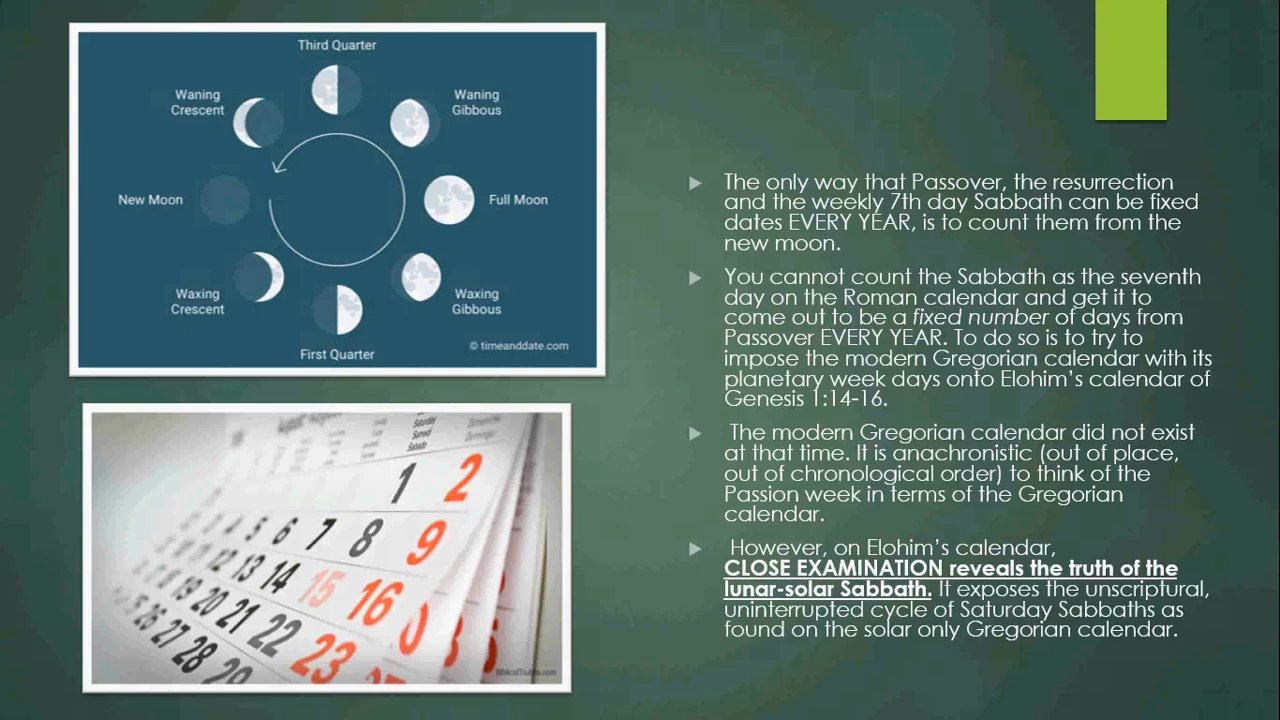 Third Quarter
Waning
Crescent
Waning
Gibbous
New Moon
Full Moon
Waxing
Crescent
Waxing
Gibbous
First Quarter
© timeanddate.com
The only way that Passover, the resurrection
and the weekly 7th day Sabbath can be fixed
dates EVERY YEAR, is to count them from the
new moon.
You cannot count the Sabbath as the seventh
day on the Roman calendar and get it to
come out to be a fixed number of days from
Passover EVERY YEAR. To do so is to try to
impose the modern Gregorian calendar with its
planetary week days onto Elohim's calendar of
Genesis 1:14-16.
The modern Gregorian calendar did not exist
at that time. It is anachronistic (out of place,
out of chronological order) to think of the
Passion week in terms of the Gregorian
calendar.
However, on Elohim's calendar,
CLOSE EXAMINATION reveals the truth of the
lunar-solar Sabbath. It exposes the unscriptural,
uninterrupted cycle of Saturday Sabbaths as
found on the solar only Gregorian calendar.
Saturday
Samedi
1 2
3 4 5 6 7 8 9
11 12 13 14 15 16
19 20 21 22 23
26 27 28 29